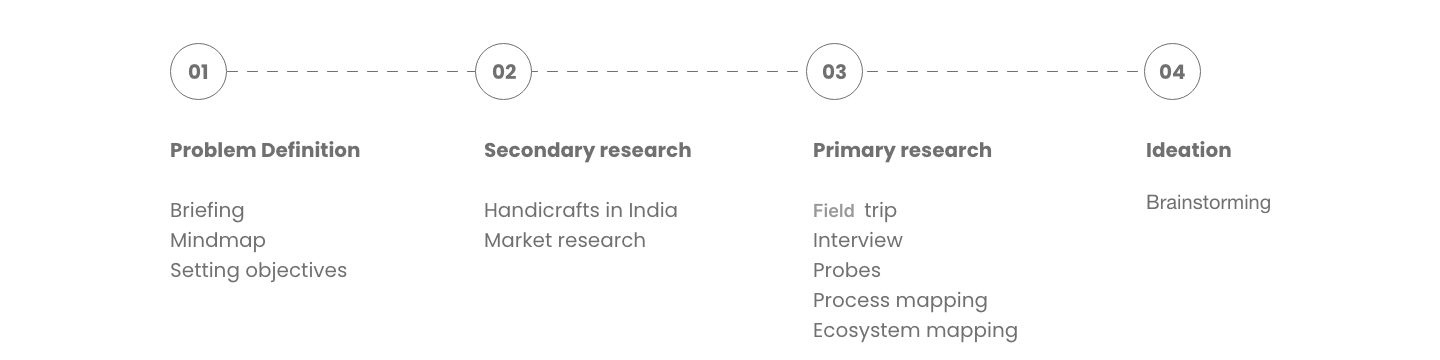 01
02
03
04
Problem Definition
Briefing
Mindmap
Setting objectives
Secondary research
Handicrafts in India
Market research
Primary research
Field trip
Interview
Probes
Process mapping
Ecosystem mapping
Ideation
Brainstorming